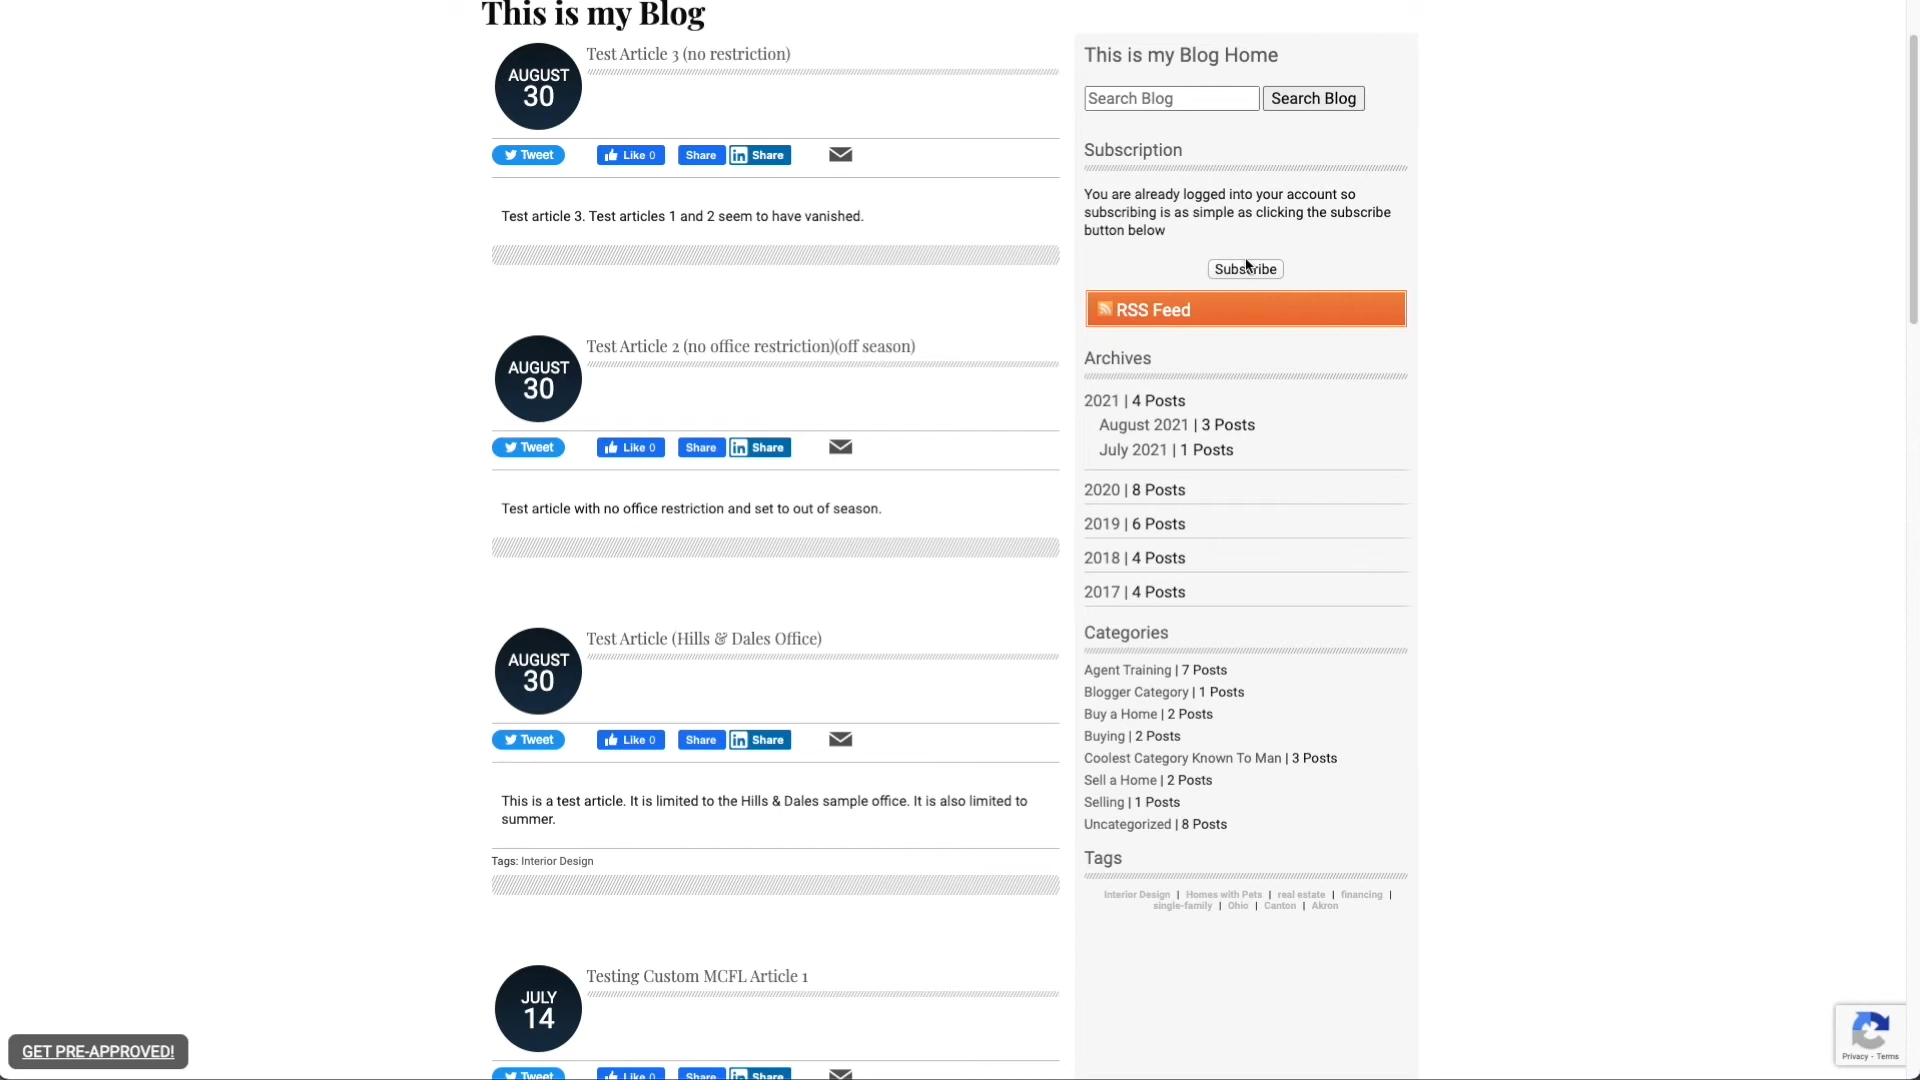 This is my Blog
Test Article 3 (no restriction)
AUGUST
30
Tweet
Like 0
Share
in Share
Test article 3. Test articles 1 and 2 seem to have vanished.
Test Article 2 (no office restriction)(off season)
AUGUST
30
Tweet
Like 0
Share
in Share
Test article with no office restriction and set to out of season.
Test Article (Hills & Dales Office)
AUGUST
30
Tweet
Like 0
Share
in Share
This is a test article. It is limited to the Hills & Dales sample office. It is also limited to
summer.
Tags: Interior Design
Testing Custom MCFL Article 1
JULY
14
Tweet
Like 0
Share
in Share
This is my Blog Home
Search Blog
Search Blog
Subscription
You are already logged into your account so
subscribing is as simple as clicking the subscribe
button below
Subscribe
RSS Feed
Archives
2021 | 4 Posts
August 2021 | 3 Posts
July 2021 | 1 Posts
2020 | 8 Posts
2019 | 6 Posts
2018 | 4 Posts
2017 | 4 Posts
Categories
Agent Training | 7 Posts
Blogger Category | 1 Posts
Buy a Home | 2 Posts
Buying | 2 Posts
Coolest Category Known To Man | 3 Posts
Sell a Home | 2 Posts
Selling | 1 Posts
Uncategorized | 8 Posts
Tags
Interior Design | Homes with Pets | real estate | financing |
single-family | Ohio | Canton | Akron
GET PRE-APPROVED!
Privacy - Terms